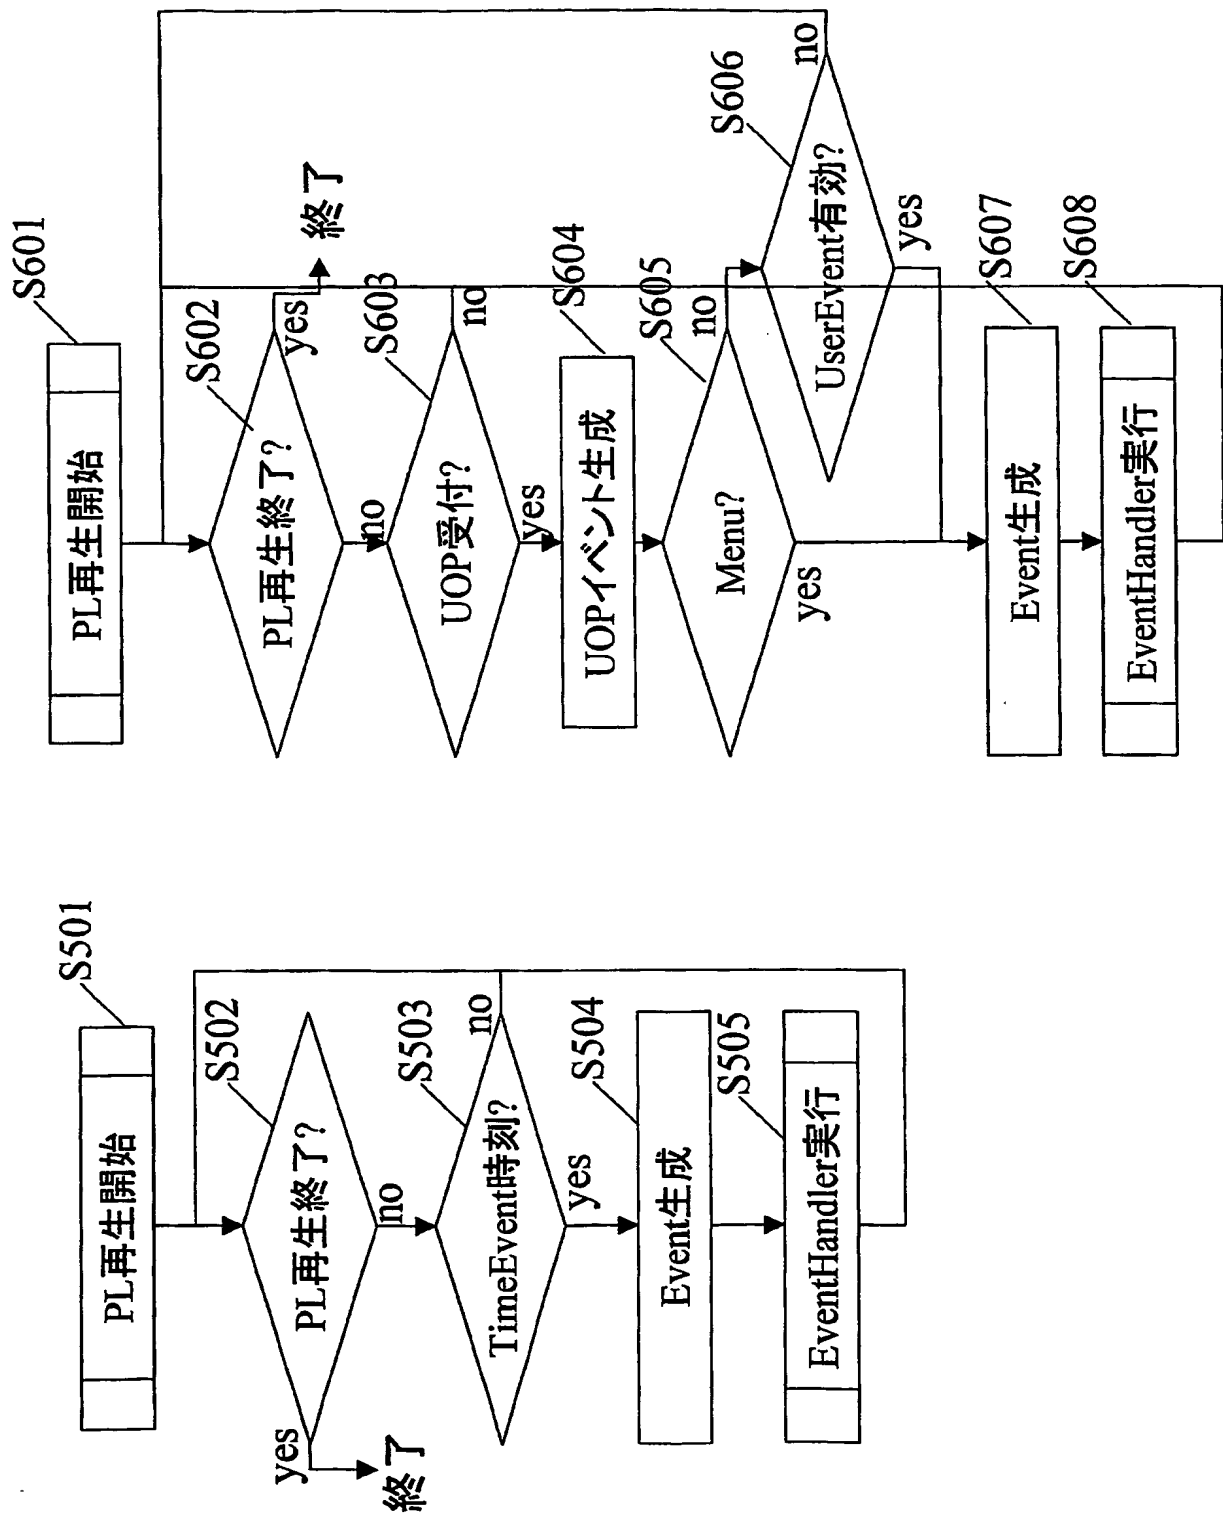 S501
PL再生開始
S502
PL再生終了?
yes
終了
no
S503
TimeEvent時刻?
no
yes
S504
Event生成
S505
EventHandler実行
S601
PL再生開始
S602
PL再生終了?
yes
終了
no
S603
UOP受付?
no
yes
S604
UOPイベント生成
S605
Menu?
no
yes
S606
UserEvent有効?
no
yes
S607
Event生成
S608
EventHandler実行